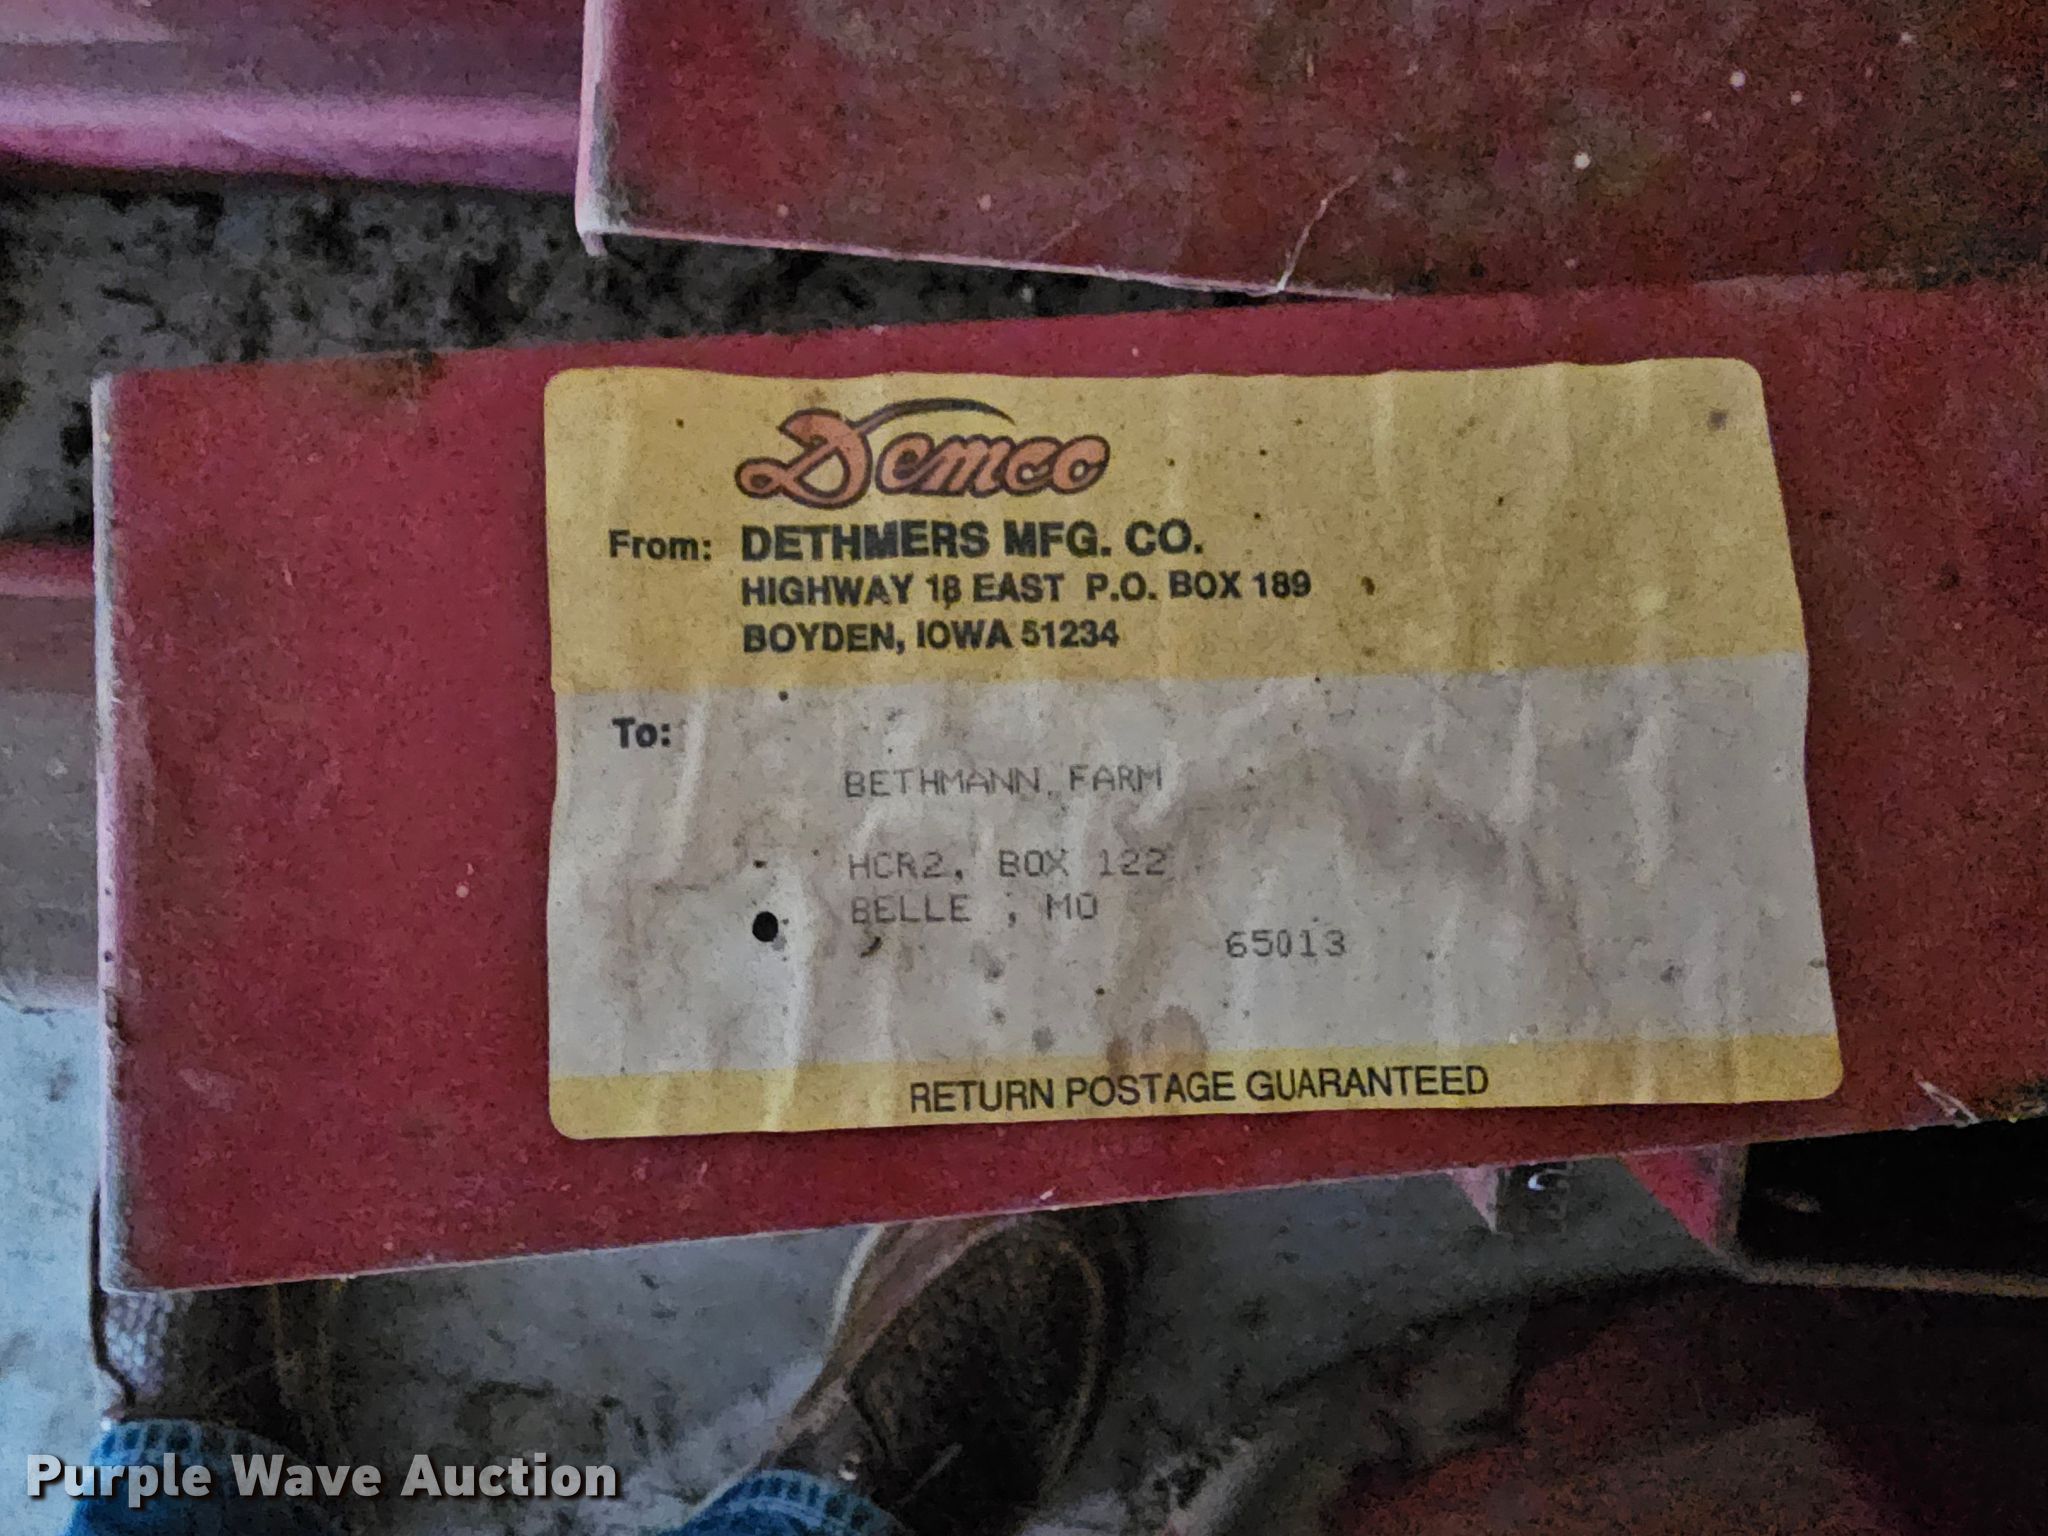 Demco
From: DETHMERS MFG. CO.
HIGHWAY 18 EAST P.O. BOX 189
BOYDEN, IOWA 51234
To:
BETHMANN FARM
HCR2, BOX 122
BELLE , MO
65013
RETURN POSTAGE GUARANTEED
Purple Wave Auction